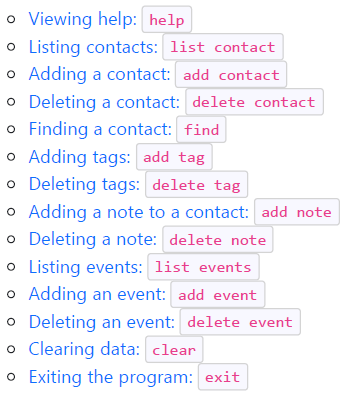 Viewing help: help
Listing contacts: list contact
Adding a contact: add contact
Deleting a contact: delete contact
Finding a contact: find
Adding tags: add tag
Deleting tags: delete tag
Adding a note to a contact: add note
Deleting a note: delete note
Listing events: list events
Adding an event: add event
Deleting an event: delete event
Clearing data: clear
Exiting the program: exit